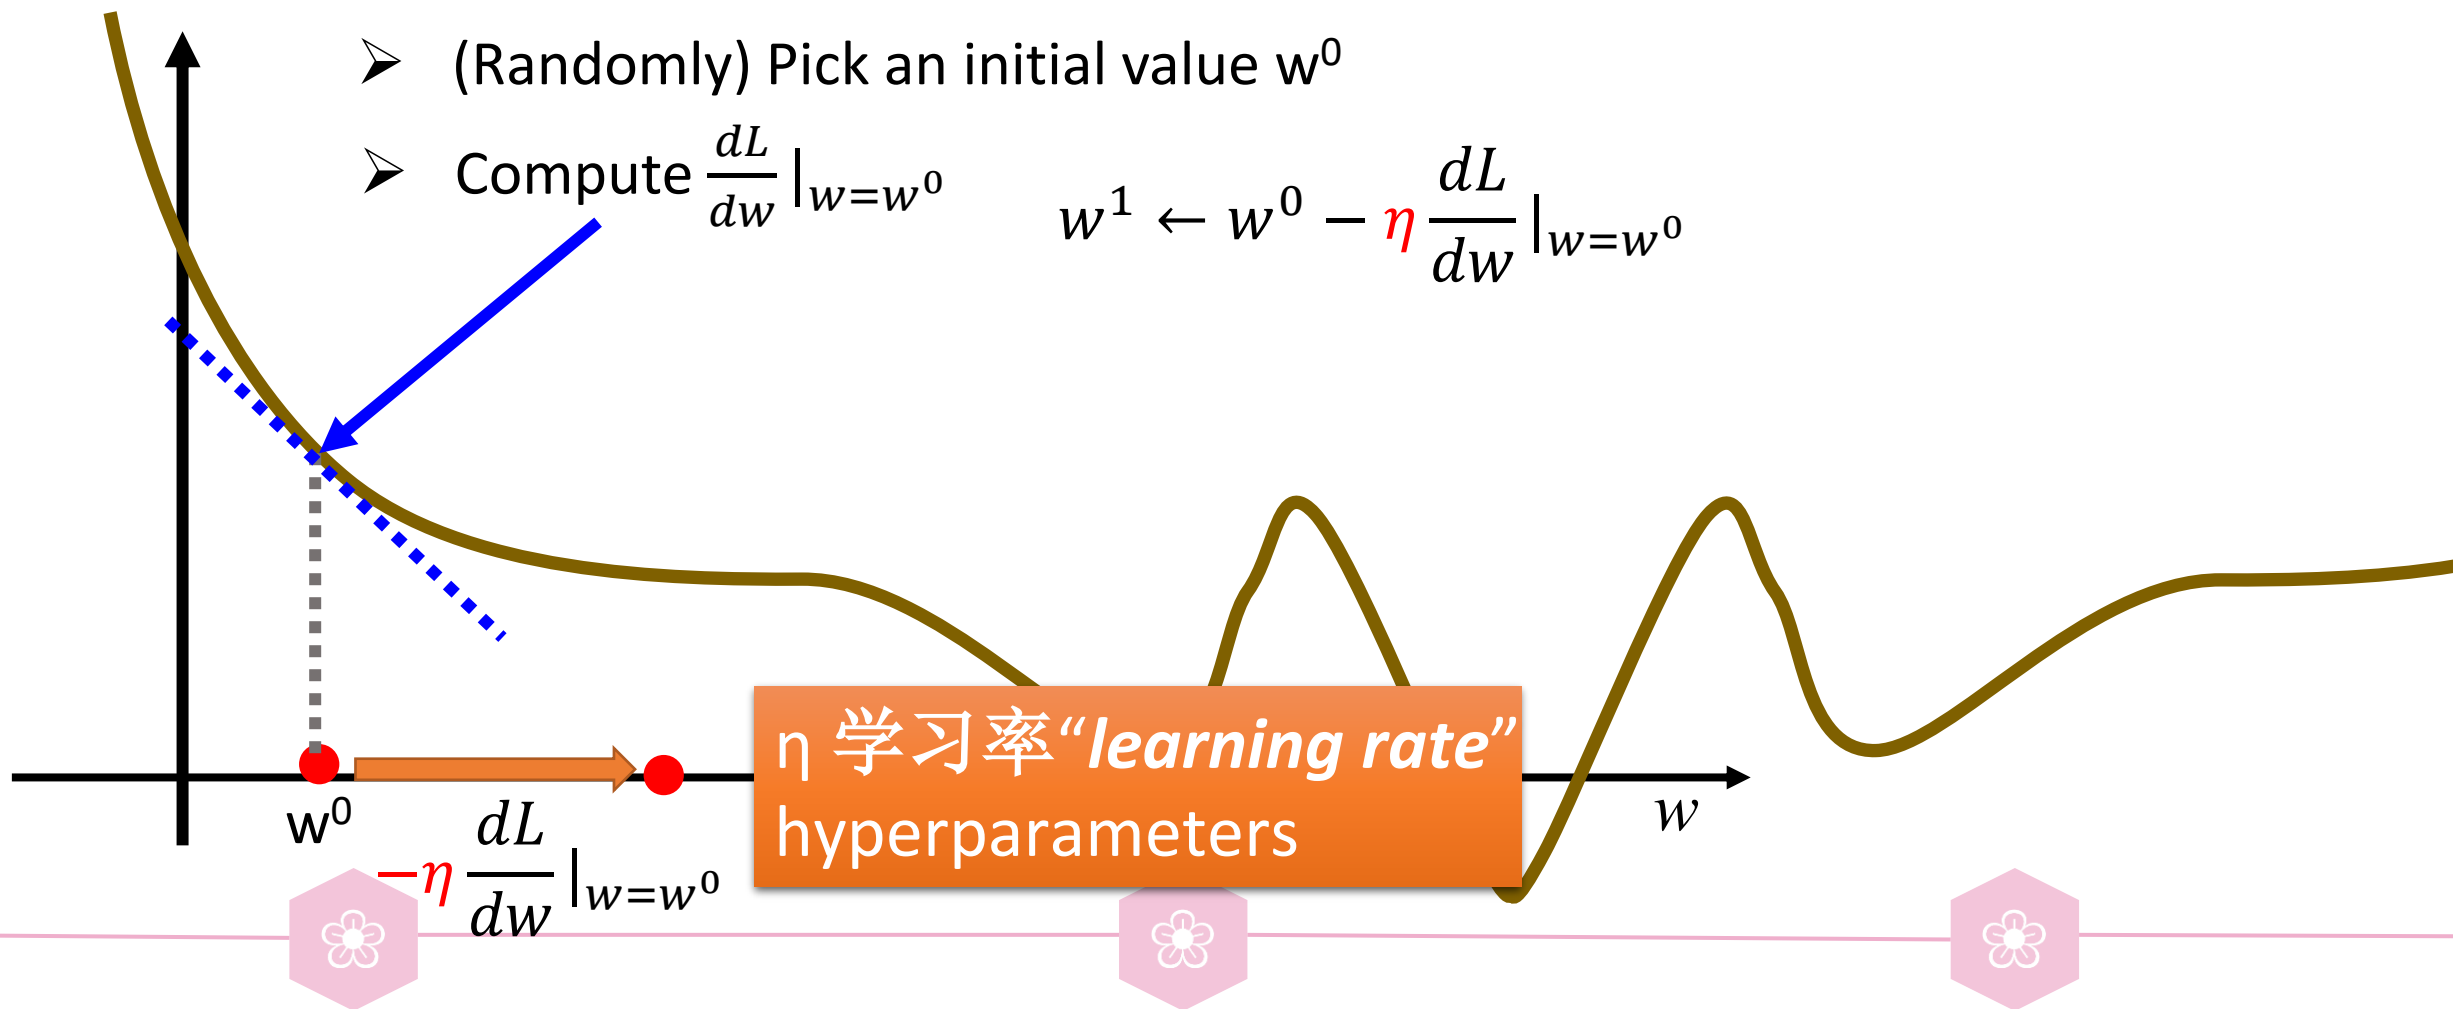 (Randomly) Pick an initial value w⁰
Compute dL/dw |w=w⁰
w¹ ← w⁰ − η dL/dw |w=w⁰
η 学习率“learning rate”
hyperparameters
w
w⁰
−η dL/dw |w=w⁰